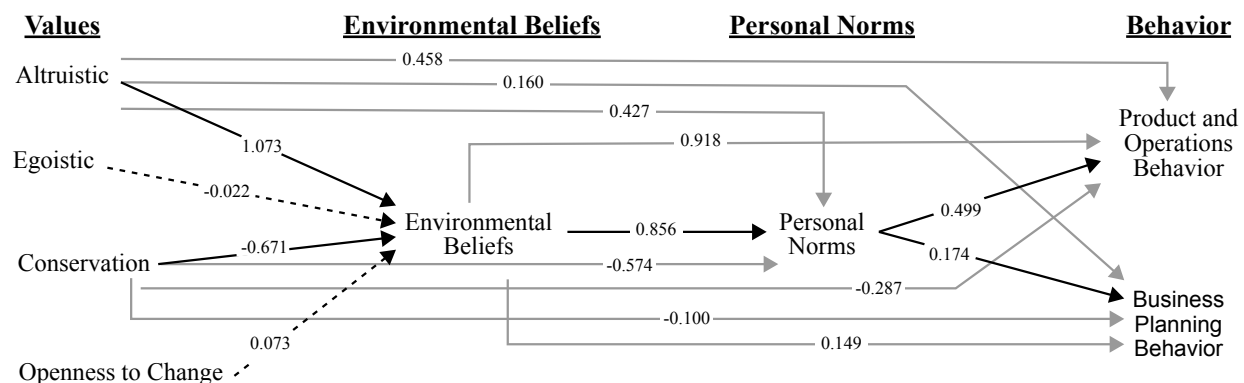 Values Environmental Beliefs Personal Norms Behavior
0.458
Altruistic
0.160
0.427
Product and
Operations
Behavior
1.073
0.918
Egoistic
-0.022
Environmental
Beliefs
Personal
Norms
0.499
0.856
-0.671
0.174
Conservation
-0.574
-0.287
Business
Planning
Behavior
-0.100
0.073
0.149
Openness to Change